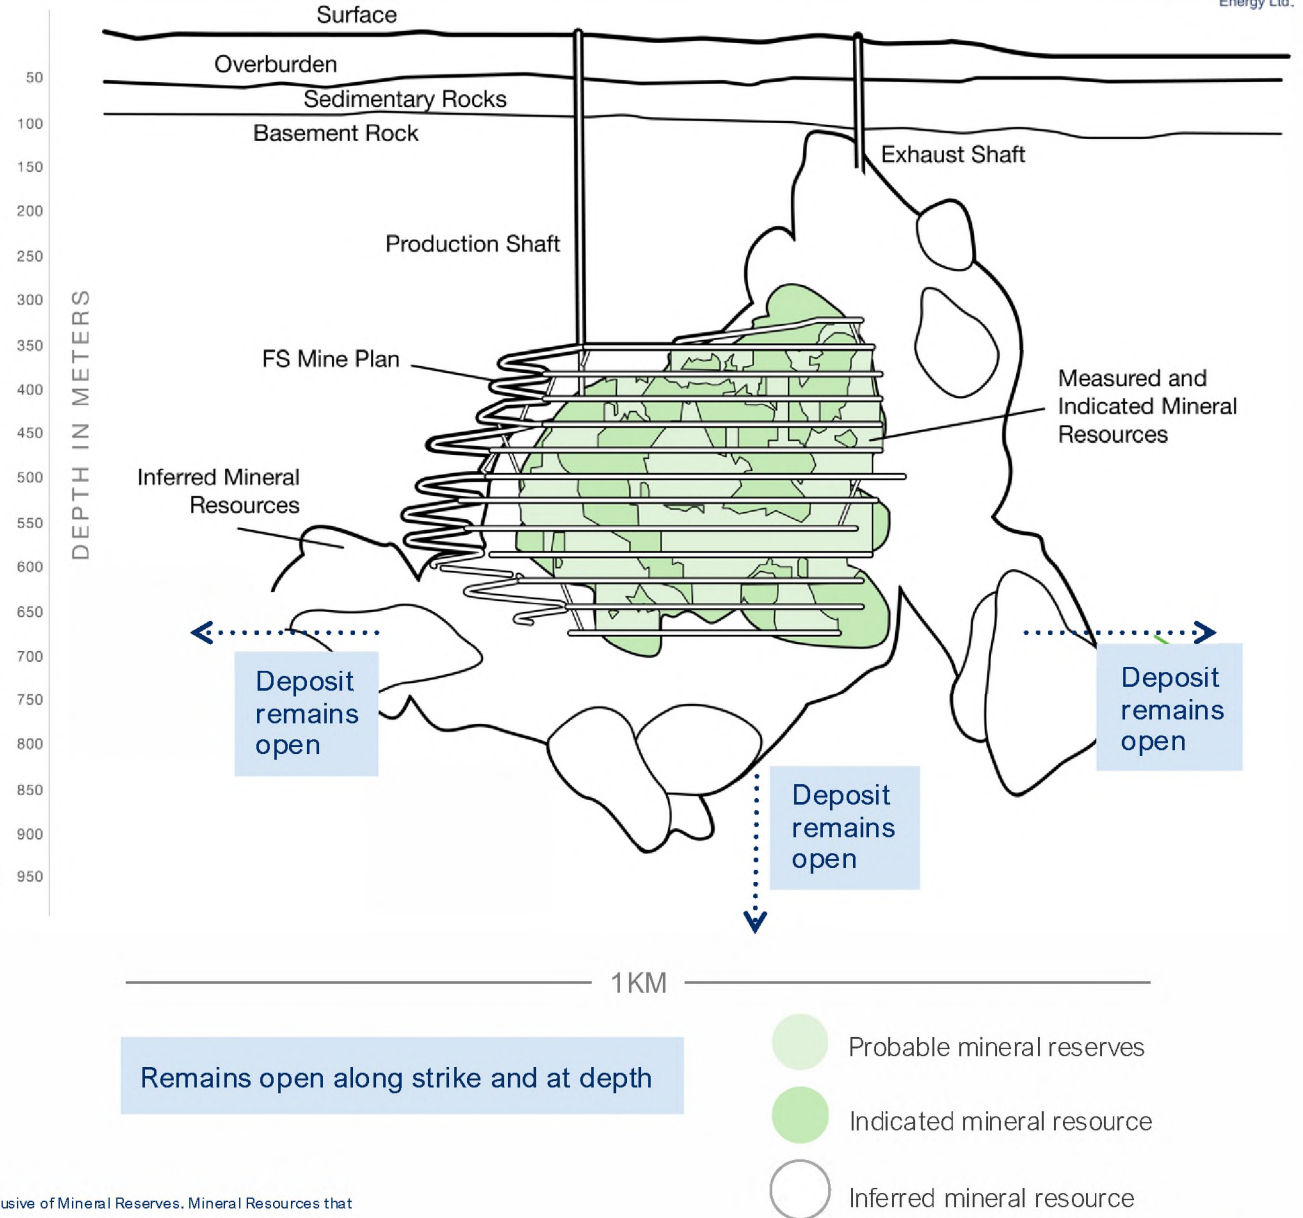 Energy Ltd.
Surface
Overburden
Sedimentary Rocks
Basement Rock
Exhaust Shaft
Production Shaft
FS Mine Plan
Measured and
Indicated Mineral
Resources
Inferred Mineral
Resources
DEPTH IN METERS
50
100
150
200
250
300
350
400
450
500
550
600
650
700
750
800
850
900
950
Deposit
remains
open
Deposit
remains
open
Deposit
remains
open
1KM
Remains open along strike and at depth
Probable mineral reserves
Indicated mineral resource
Inferred mineral resource
usive of Mineral Reserves. Mineral Resources that